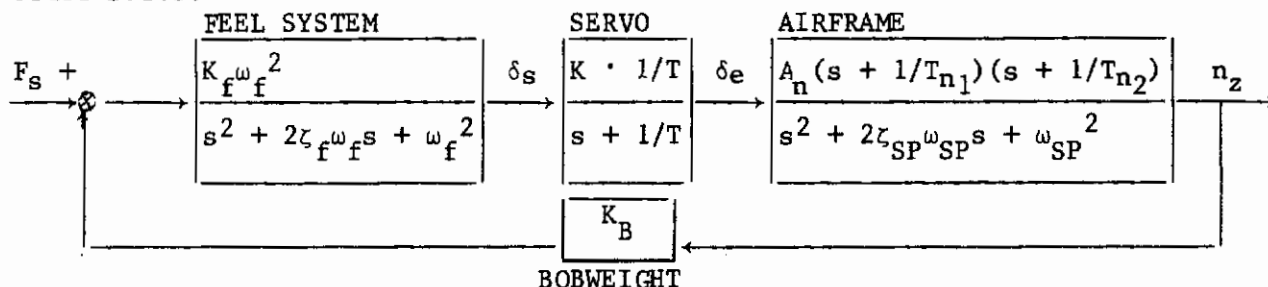 FEEL SYSTEM SERVO AIRFRAME
F_s + K_f ω_f^2 δ_s K · 1/T δ_e A_n(s + 1/T_n1)(s + 1/T_n2) n_z
s^2 + 2ζ_f ω_f s + ω_f^2 s + 1/T s^2 + 2ζ_SP ω_SP s + ω_SP^2
K_B
BOBWEIGHT